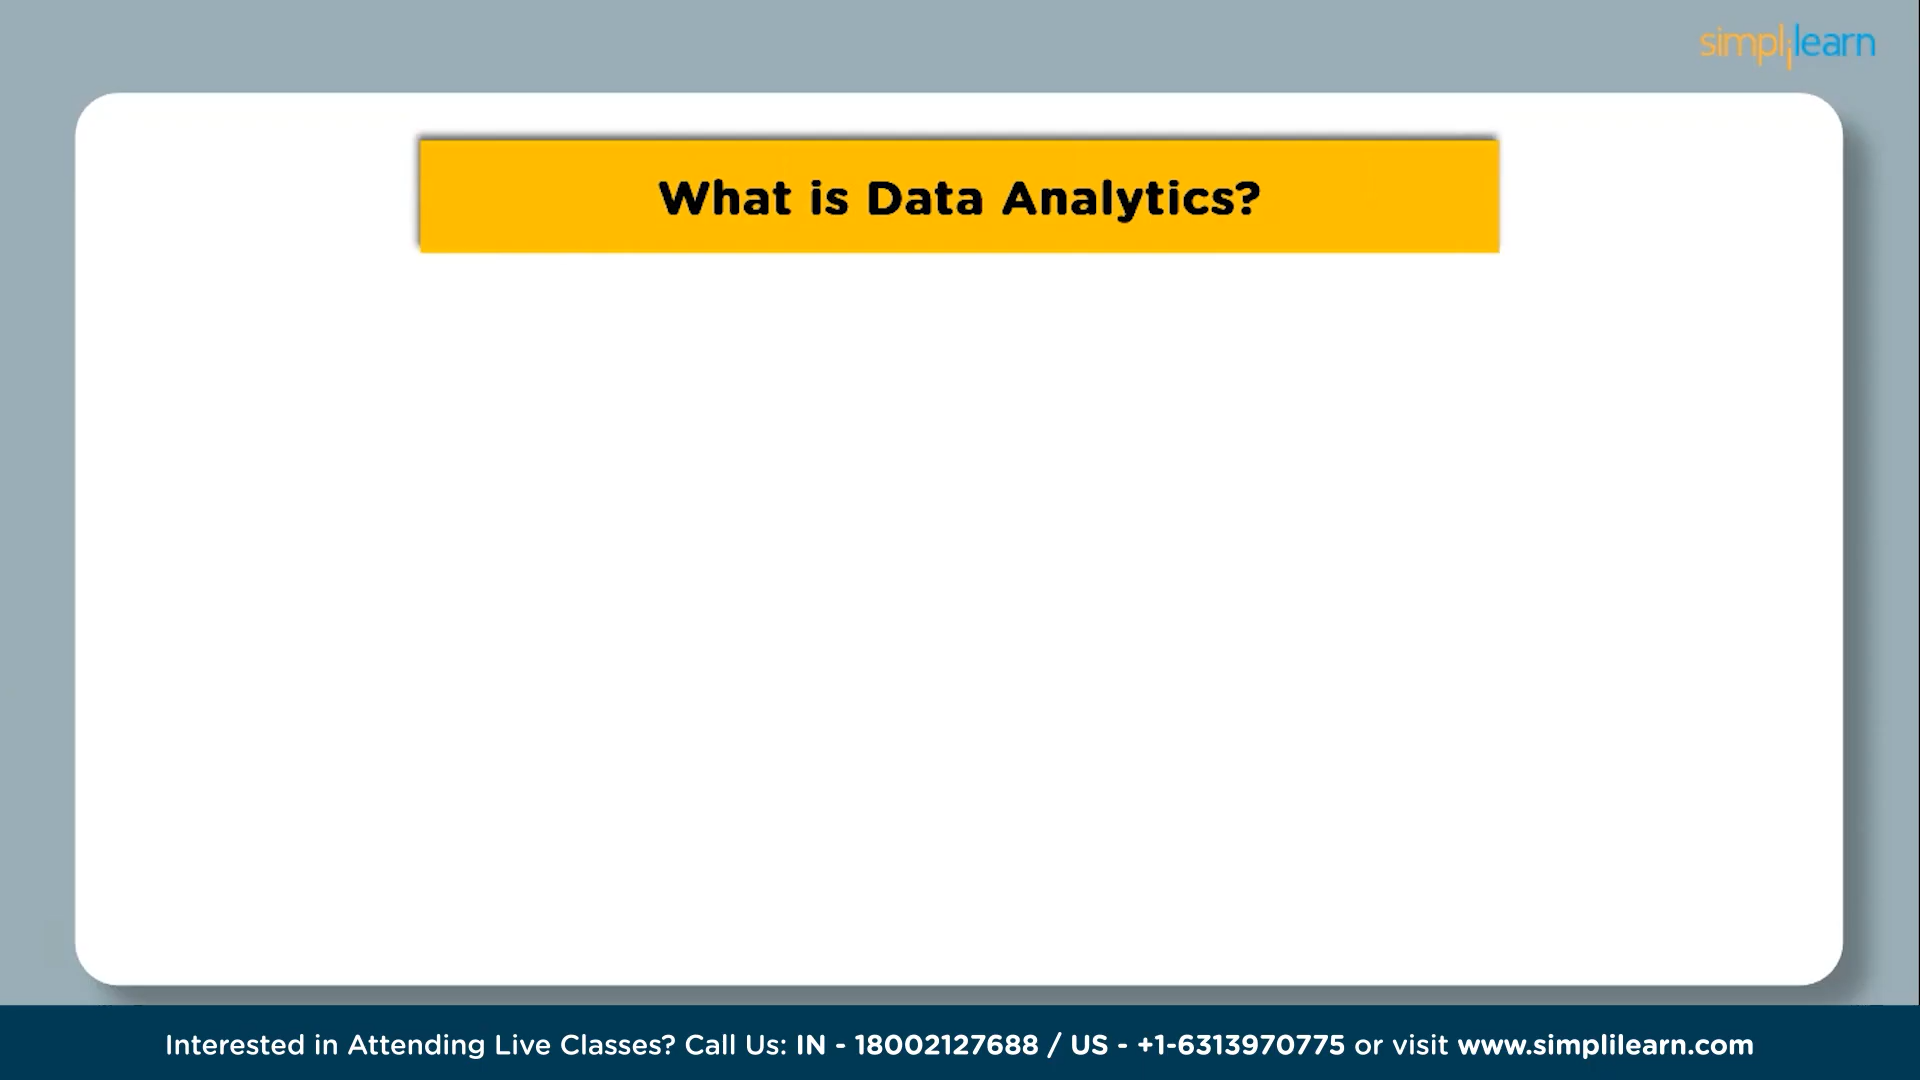 simplilearn
What is Data Analytics?
Interested in Attending Live Classes? Call Us: IN - 18002127688 / US - +1-6313970775 or visit www.simplilearn.com